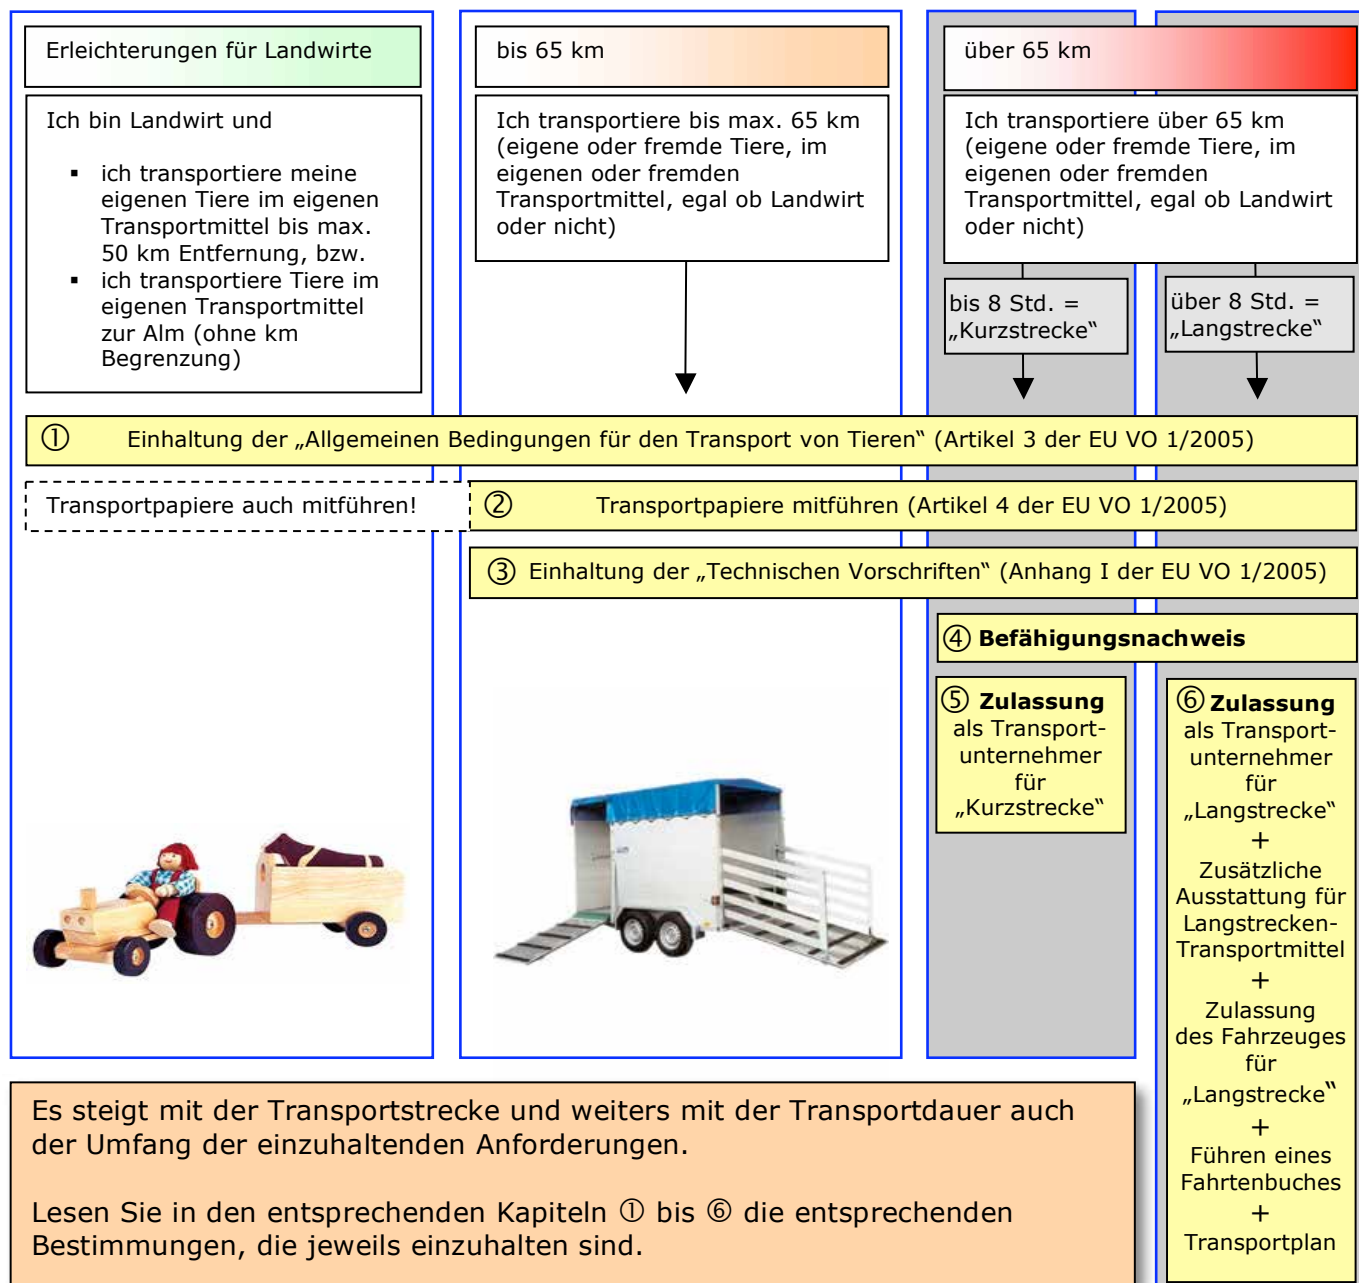 Erleichterungen für Landwirte
Ich bin Landwirt und
▪ ich transportiere meine
eigenen Tiere im eigenen
Transportmittel bis max.
50 km Entfernung, bzw.
▪ ich transportiere Tiere im
eigenen Transportmittel
zur Alm (ohne km
Begrenzung)
bis 65 km
Ich transportiere bis max. 65 km
(eigene oder fremde Tiere, im
eigenen oder fremden
Transportmittel, egal ob Landwirt
oder nicht)
über 65 km
Ich transportiere über 65 km
(eigene oder fremde Tiere, im
eigenen oder fremden
Transportmittel, egal ob Landwirt
oder nicht)
bis 8 Std. =
„Kurzstrecke“
über 8 Std. =
„Langstrecke“
① Einhaltung der „Allgemeinen Bedingungen für den Transport von Tieren“ (Artikel 3 der EU VO 1/2005)
Transportpapiere auch mitführen!
② Transportpapiere mitführen (Artikel 4 der EU VO 1/2005)
③ Einhaltung der „Technischen Vorschriften“ (Anhang I der EU VO 1/2005)
④ Befähigungsnachweis
⑤ Zulassung
als Transport-
unternehmer
für
„Kurzstrecke“
⑥ Zulassung
als Transport-
unternehmer
für
„Langstrecke“
+
Zusätzliche
Ausstattung für
Langstrecken-
Transportmittel
+
Zulassung
des Fahrzeuges
für
„Langstrecke“
+
Führen eines
Fahrtenbuches
+
Transportplan
Es steigt mit der Transportstrecke und weiters mit der Transportdauer auch
der Umfang der einzuhaltenden Anforderungen.
Lesen Sie in den entsprechenden Kapiteln ① bis ⑥ die entsprechenden
Bestimmungen, die jeweils einzuhalten sind.